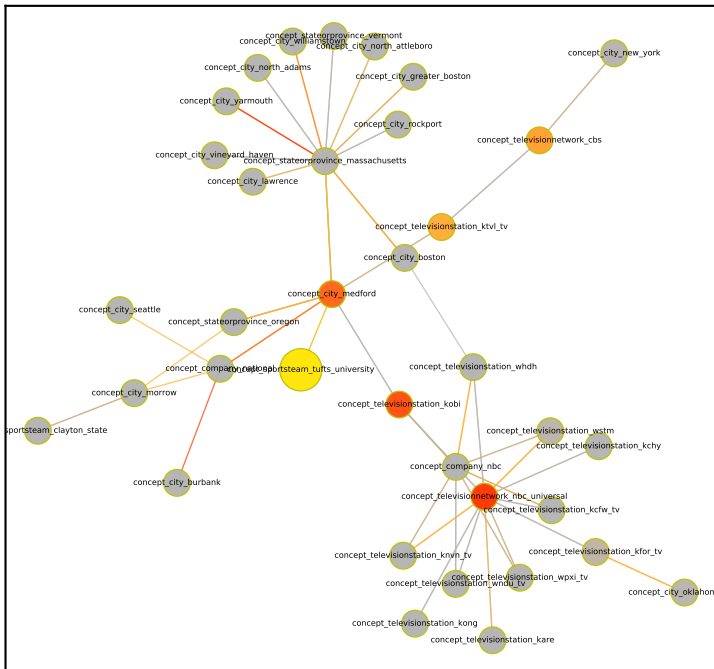 concept_stateorprovince_vermont
concept_city_williamstown
concept_city_north_attleboro
concept_city_new_york
concept_city_north_adams
concept_city_greater_boston
concept_city_yarmouth
concept_city_rockport
concept_televisionnetwork_cbs
concept_city_vineyard_haven
concept_stateorprovince_massachusetts
concept_city_lawrence
concept_televisionstation_ktvl_tv
concept_city_boston
concept_city_medford
concept_city_seattle
concept_stateorprovince_oregon
concept_televisionstation_whdh
concept_sportsteam_tufts_university
concept_city_morrow
concept_televisionstation_kobi
sportsteam_clayton_state
concept_televisionstation_wstm
concept_televisionstation_kchy
concept_company_nbc
concept_city_burbank
concept_televisionnetwork_nbc_universal
concept_televisionstation_kcfw_tv
concept_televisionstation_knvn_tv
concept_televisionstation_kfor_tv
concept_televisionstation_wpxi_tv
concept_televisionstation_wndu_tv
concept_city_oklahom
concept_televisionstation_kong
concept_televisionstation_kare